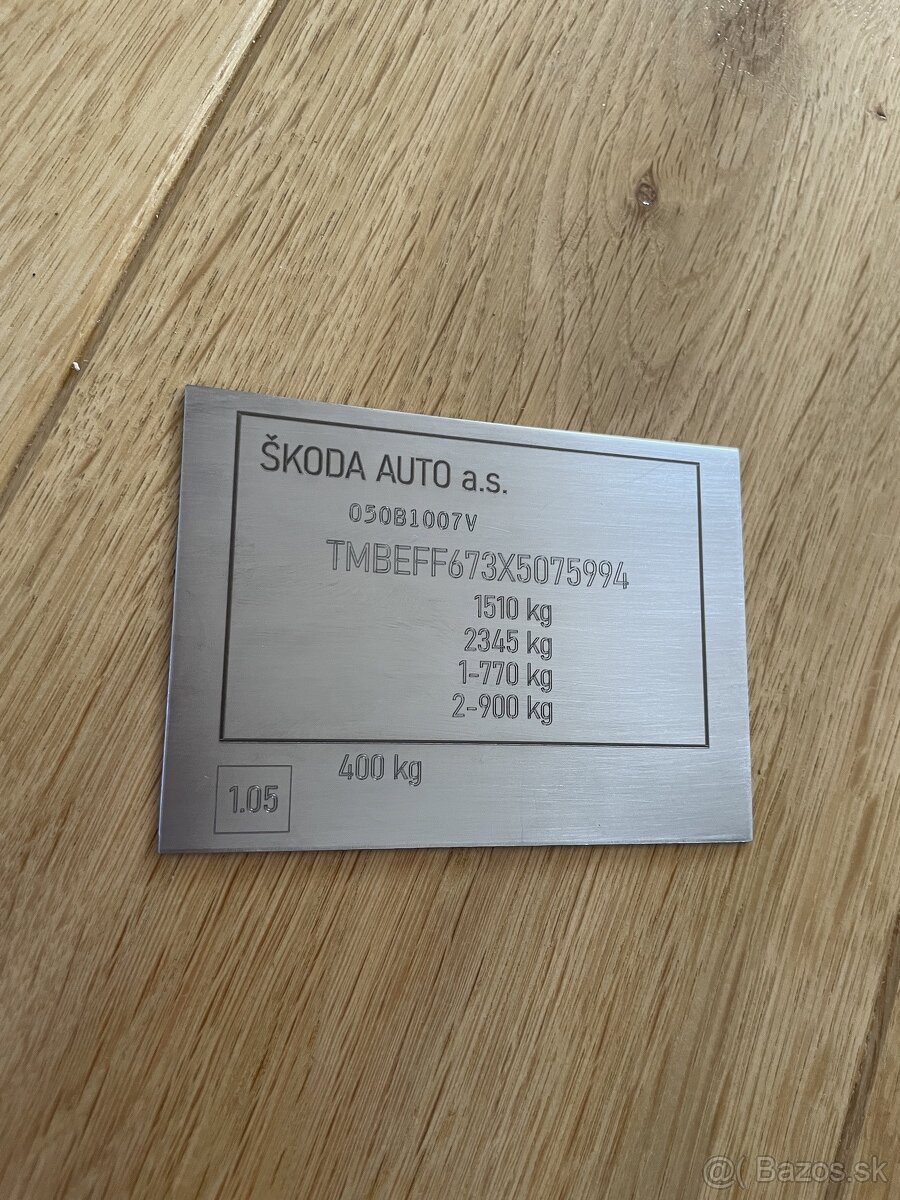 ŠKODA AUTO a.s.
050B1007V
TMBEFF673X5075994
1510 kg
2345 kg
1-770 kg
2-900 kg
400 kg
1.05
@( Bazos.sk